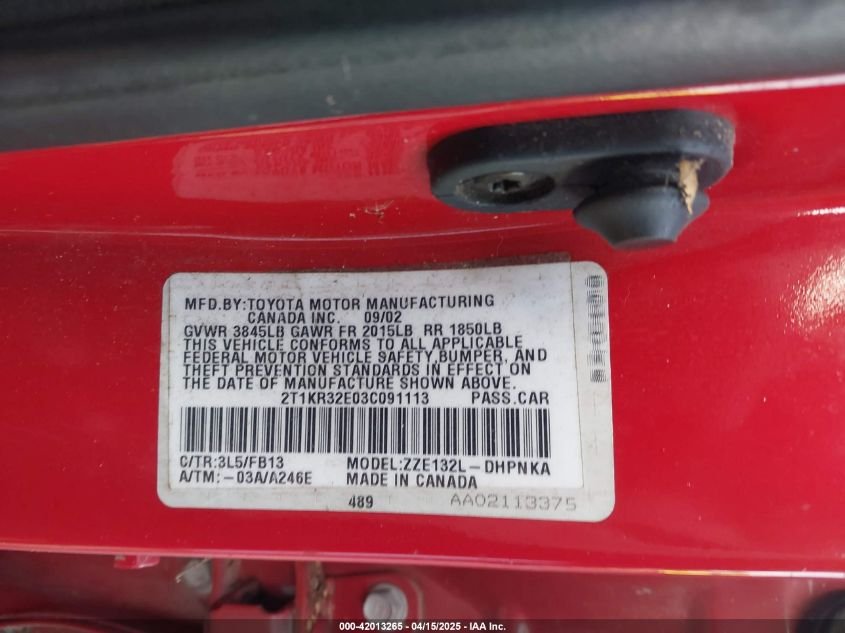 MFD.BY:TOYOTA MOTOR MANUFACTURING
CANADA INC. 09/02
GVWR 3845LB GAWR FR 2015LB RR 1850LB
THIS VEHICLE CONFORMS TO ALL APPLICABLE
FEDERAL MOTOR VEHICLE SAFETY,BUMPER, AND
THEFT PREVENTION STANDARDS IN EFFECT ON
THE DATE OF MANUFACTURE SHOWN ABOVE.
2T1KR32E03C091113 PASS.CAR
C/TR:3L5/FB13 MODEL:ZZE132L-DHPNKA
A/TM:-03A/A246E MADE IN CANADA
489 AA02113375
000-42013265 - 04/15/2025 - IAA Inc.